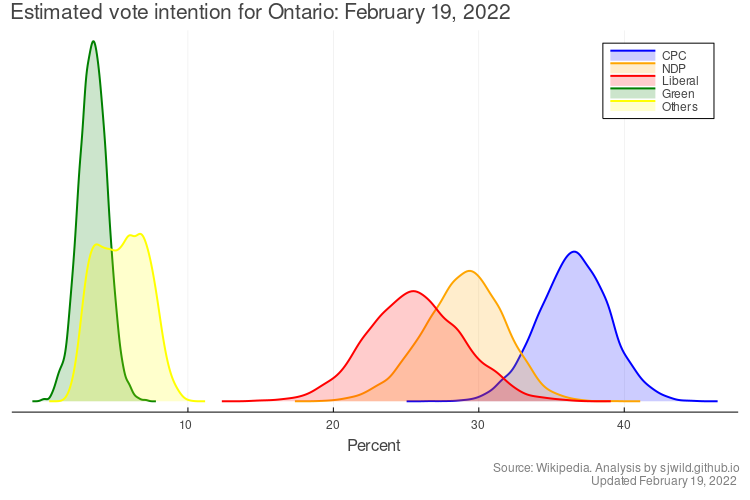 Estimated vote intention for Ontario: February 19, 2022
CPC
NDP
Liberal
Green
Others
10
20
30
40
Percent
Source: Wikipedia. Analysis by sjwild.github.io
Updated February 19, 2022